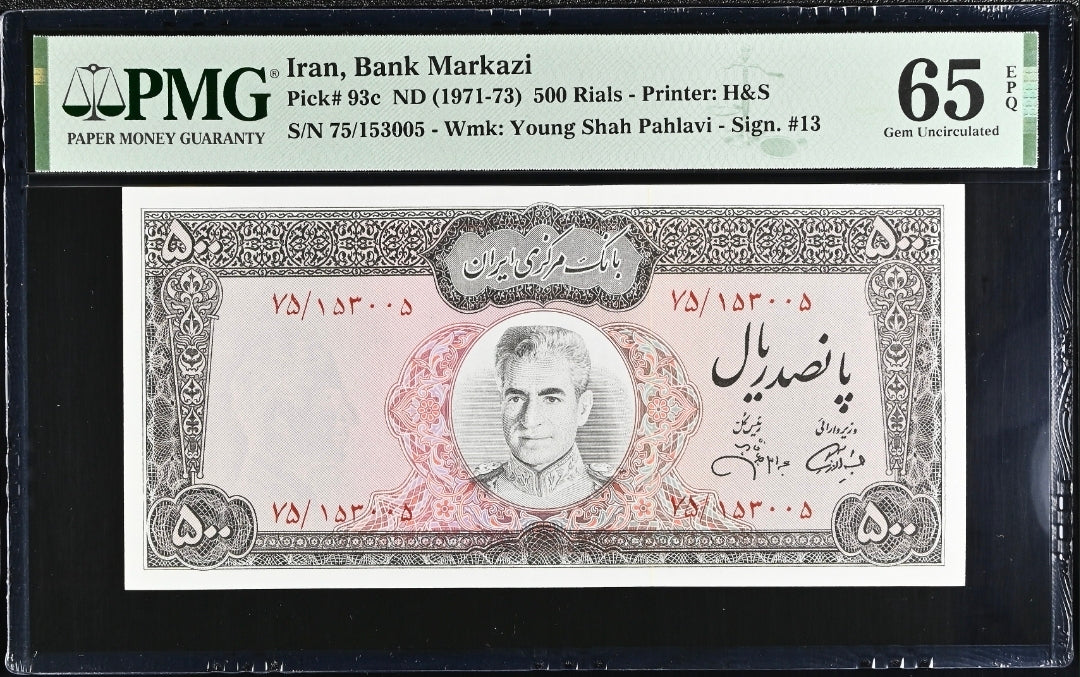 PMG®
PAPER MONEY GUARANTY
Iran, Bank Markazi
Pick# 93c ND (1971-73) 500 Rials - Printer: H&S
S/N 75/153005 - Wmk: Young Shah Pahlavi - Sign. #13
65 EPQ
Gem Uncirculated
۵۰۰ ۵۰۰
بانک مرکزی ایران
۷۵/۱۵۳۰۰۵ ۷۵/۱۵۳۰۰۵
پانصد ریال
وزیر دارائی رئیس کل
۷۵/۱۵۳۰۰۵ ۷۵/۱۵۳۰۰۵
۵۰۰ ۵۰۰